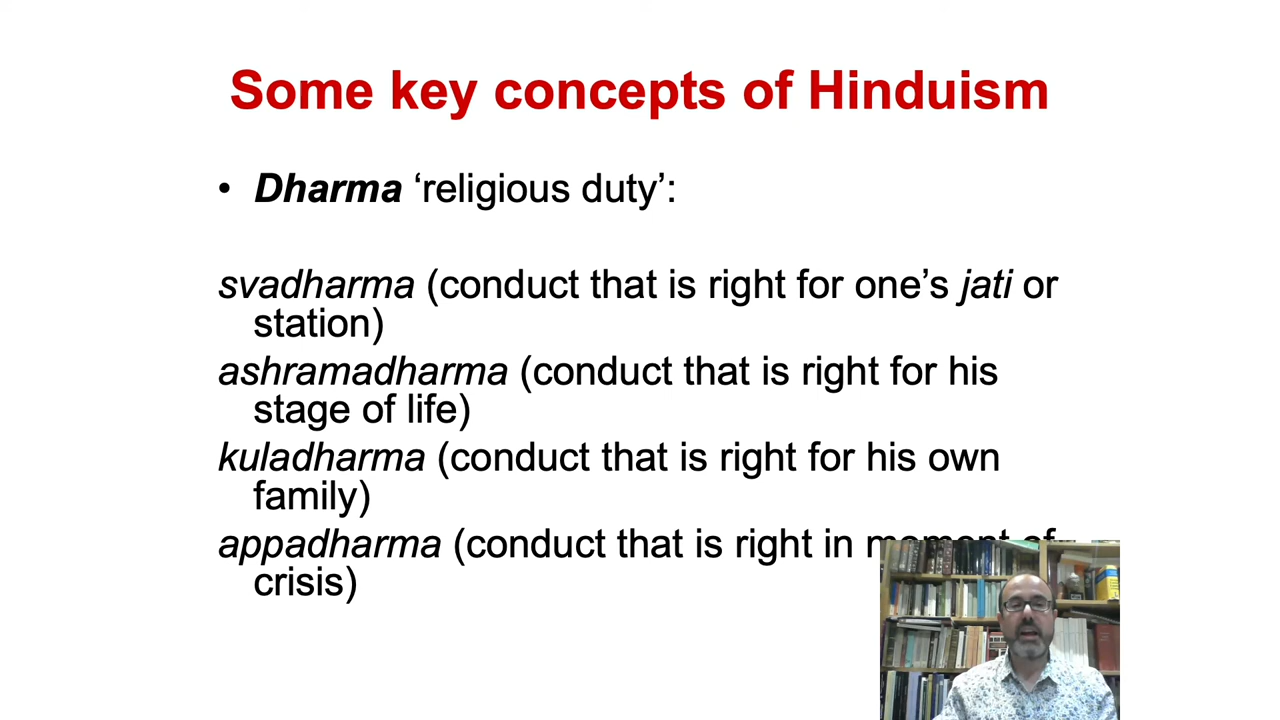 Some key concepts of Hinduism
• Dharma ‘religious duty’:
svadharma (conduct that is right for one’s jati or
station)
ashramadharma (conduct that is right for his
stage of life)
kuladharma (conduct that is right for his own
family)
appadharma (conduct that is right in moment of
crisis)